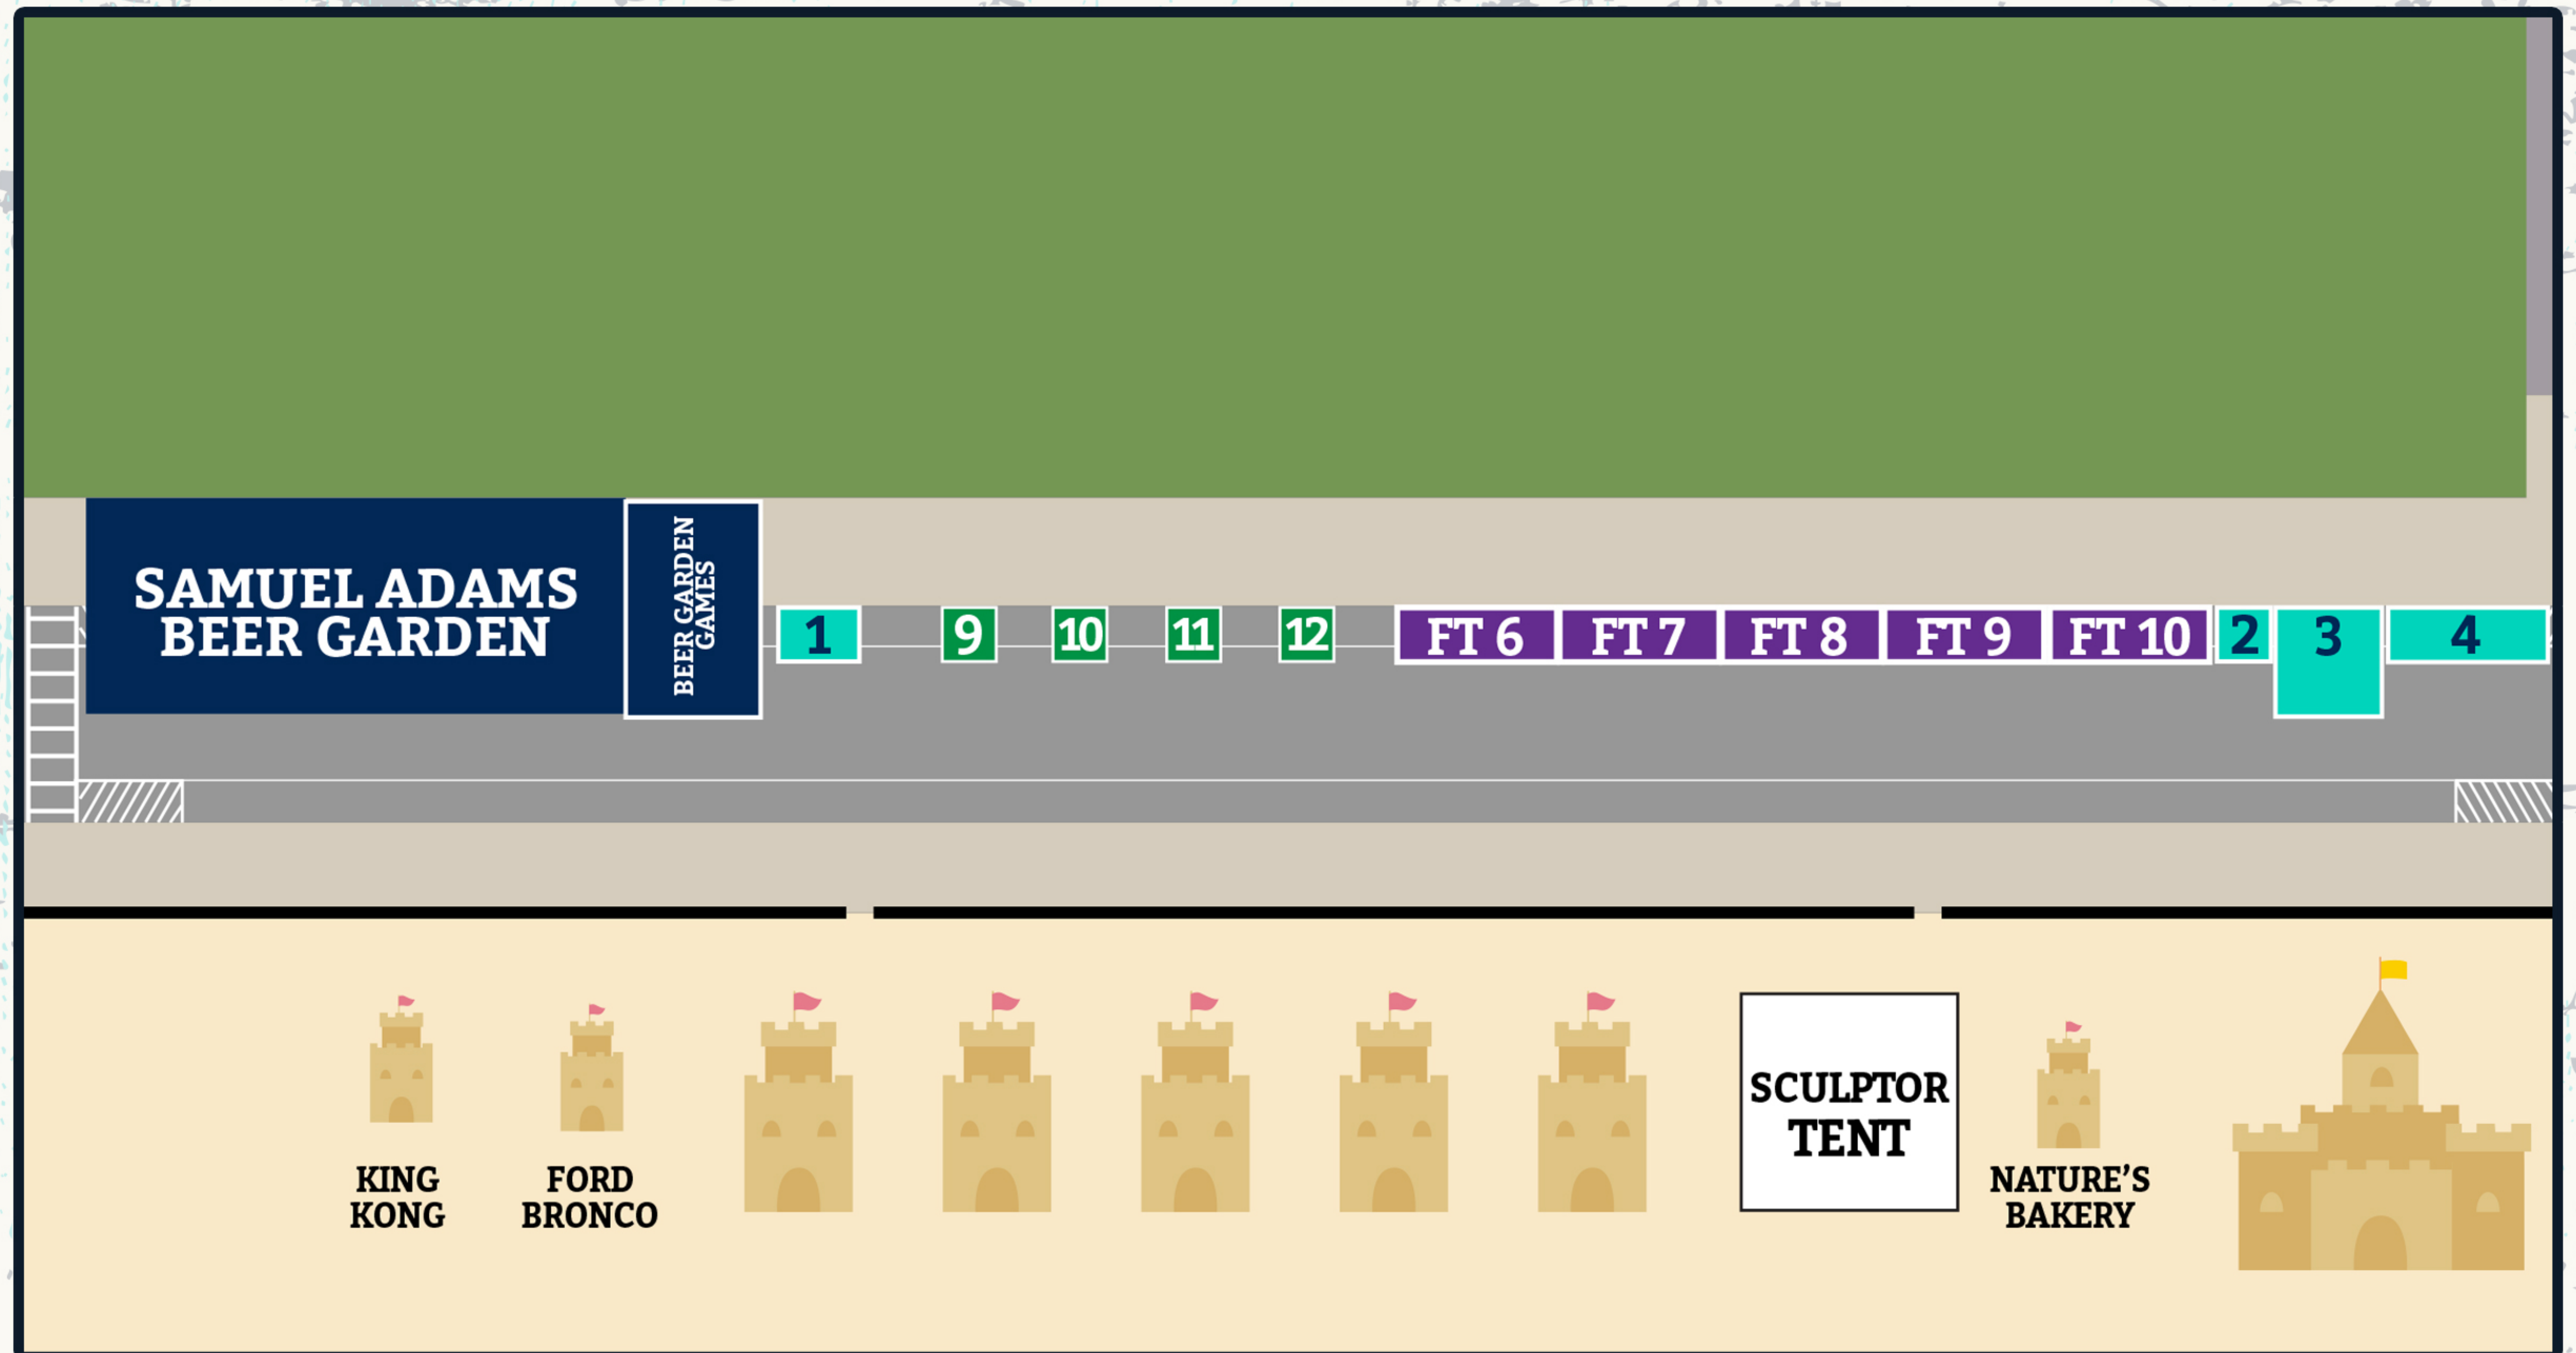 SAMUEL ADAMS
BEER GARDEN
BEER GARDEN
GAMES
1
9
10
11
12
FT 6
FT 7
FT 8
FT 9
FT 10
2
3
4
KING
KONG
FORD
BRONCO
SCULPTOR
TENT
NATURE’S
BAKERY